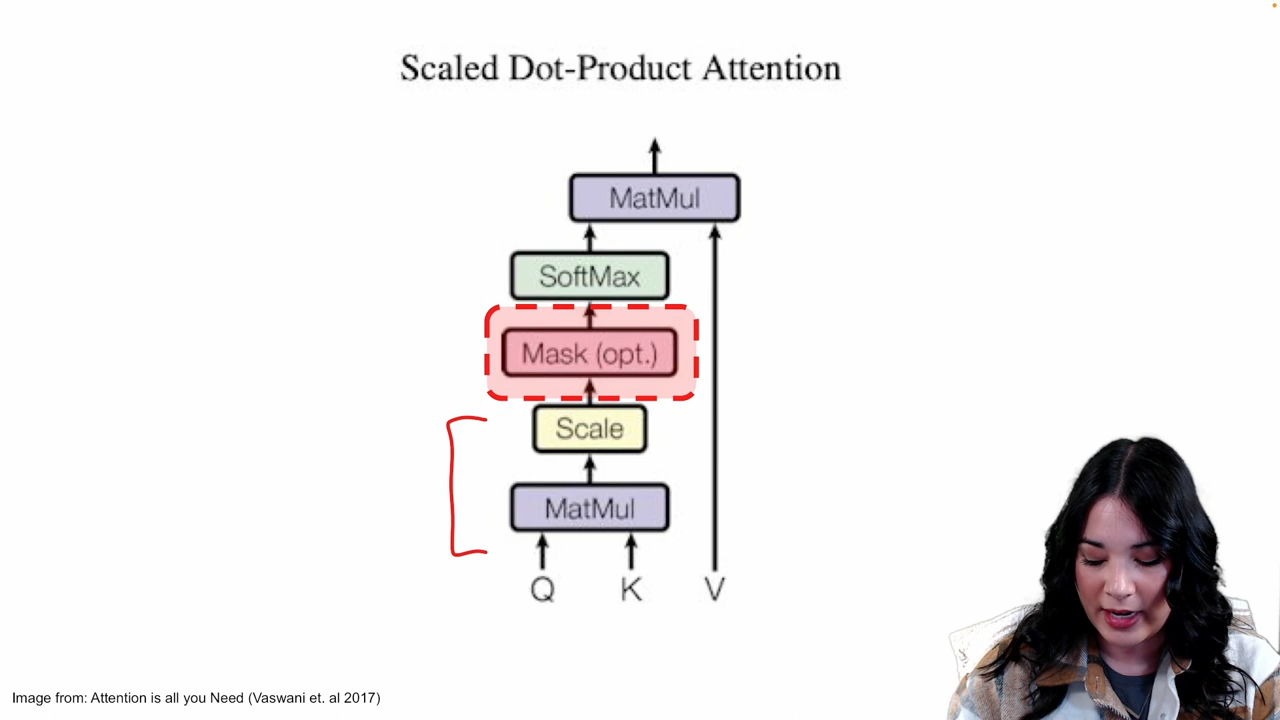 Scaled Dot-Product Attention
MatMul
SoftMax
Mask (opt.)
Scale
MatMul
Q K V
Image from: Attention is all you Need (Vaswani et. al 2017)